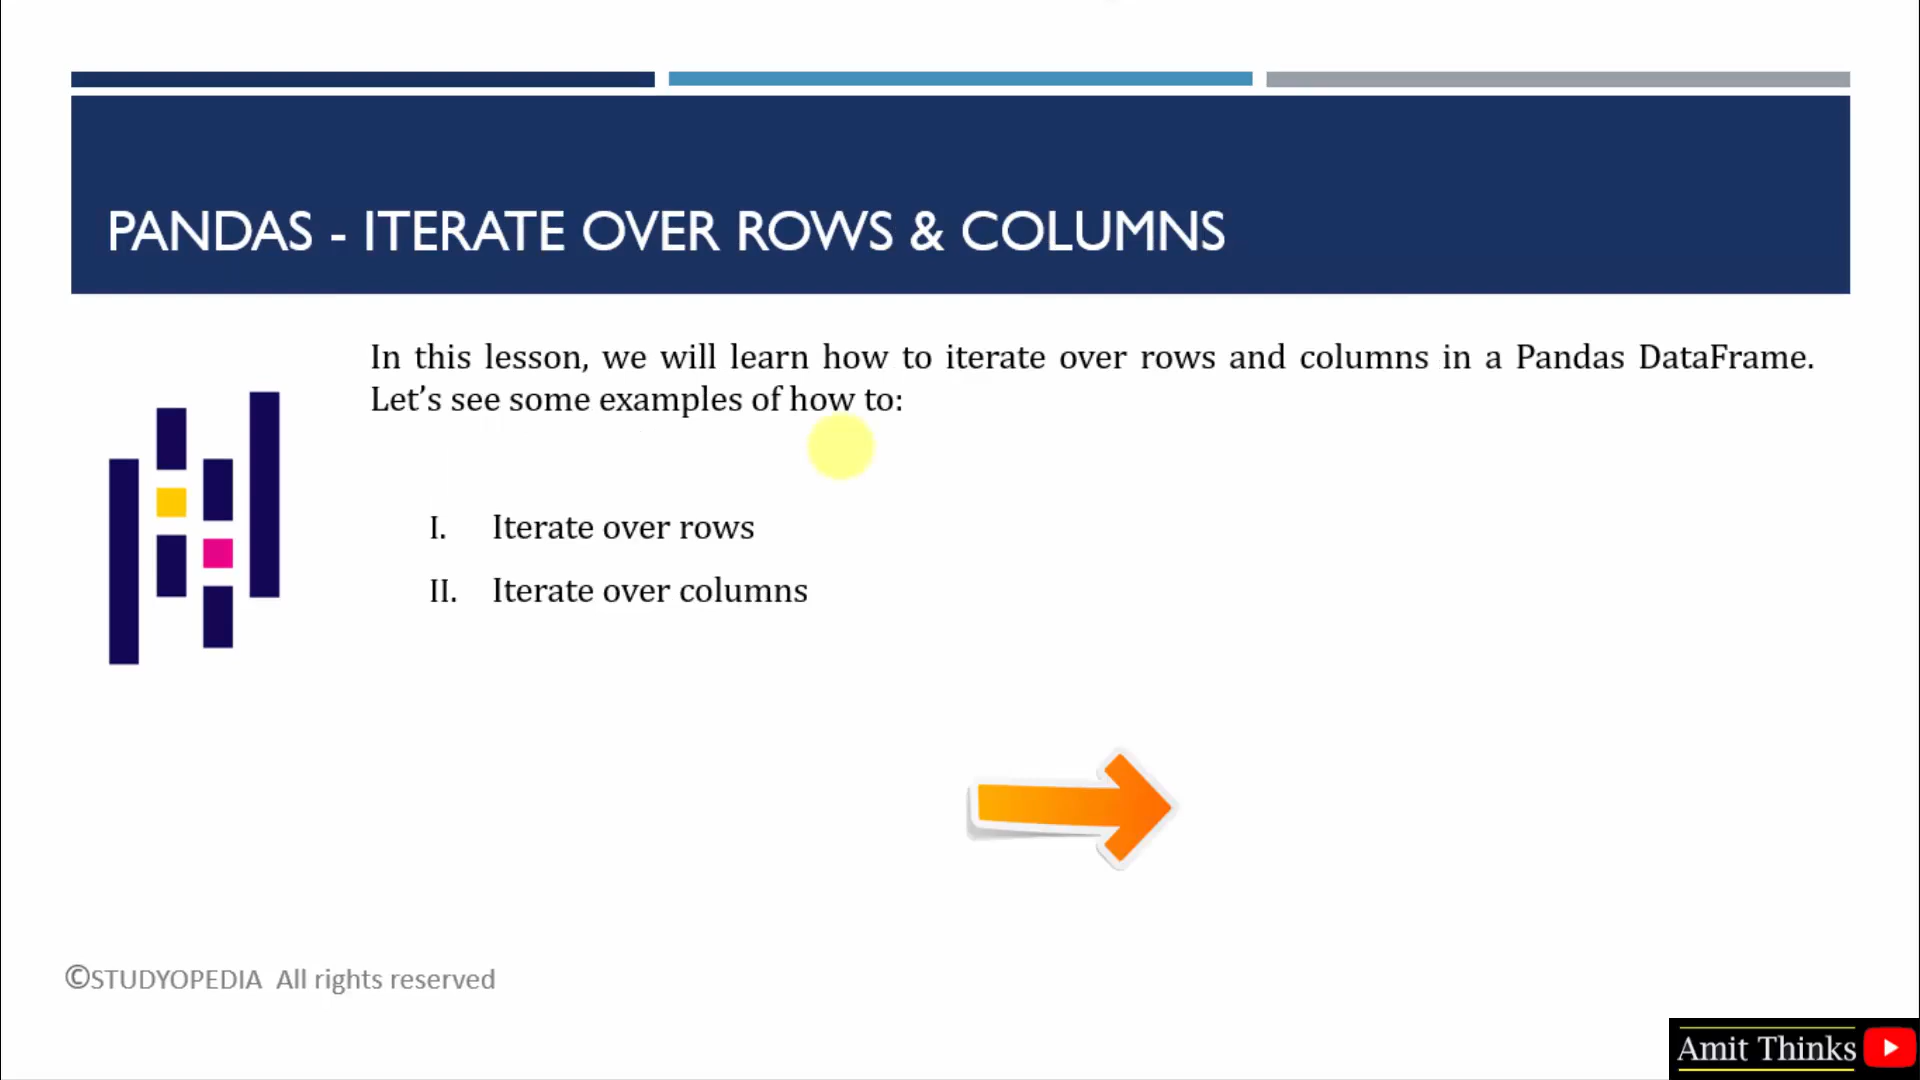 PANDAS - ITERATE OVER ROWS & COLUMNS
In this lesson, we will learn how to iterate over rows and columns in a Pandas DataFrame.
Let’s see some examples of how to:
I. Iterate over rows
II. Iterate over columns
©STUDYOPEDIA All rights reserved
Amit Thinks